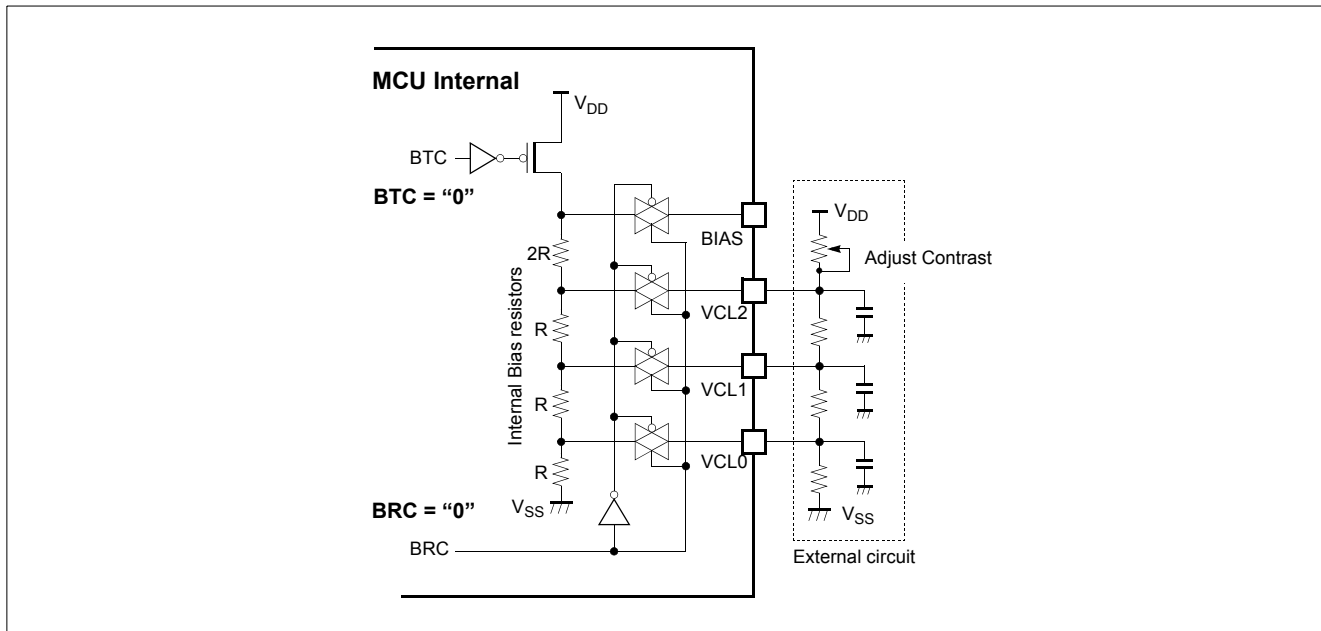 MCU Internal
VDD
BTC
BTC = “0”
VDD
BIAS
Adjust Contrast
2R
Internal Bias resistors
VCL2
R
VCL1
R
VCL0
R
BRC = “0”
VSS
VSS
BRC
External circuit